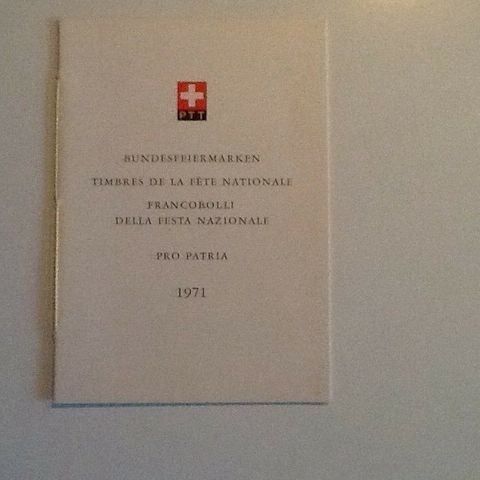 PTT
BUNDESFEIERMARKEN
TIMBRES DE LA FÊTE NATIONALE
FRANCOBOLLI
DELLA FESTA NAZIONALE
PRO PATRIA
1971